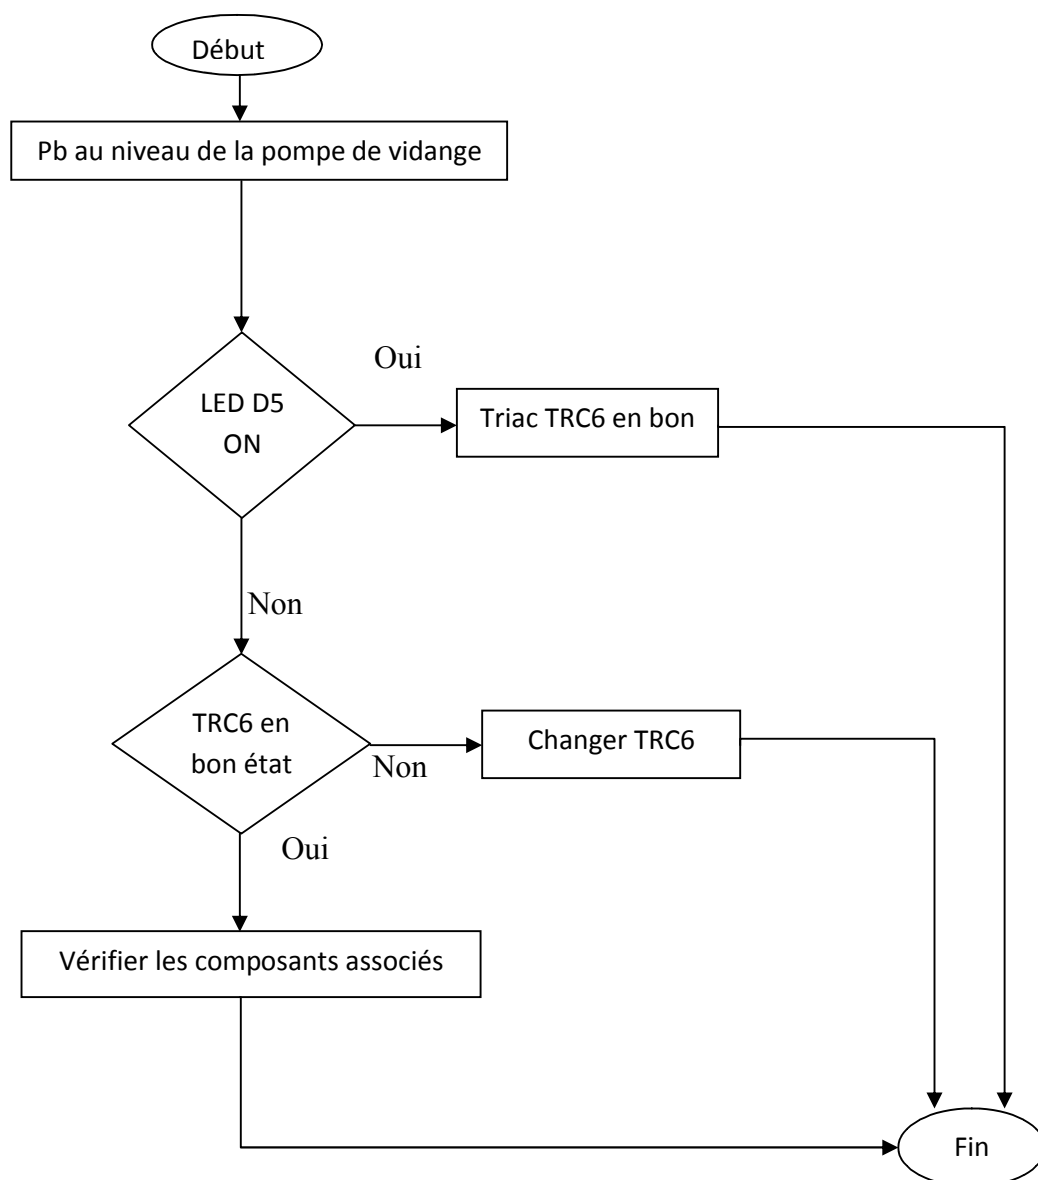 Début
Pb au niveau de la pompe de vidange
Oui
LED D5
ON
Triac TRC6 en bon
Non
TRC6 en
bon état
Changer TRC6
Non
Oui
Vérifier les composants associés
Fin